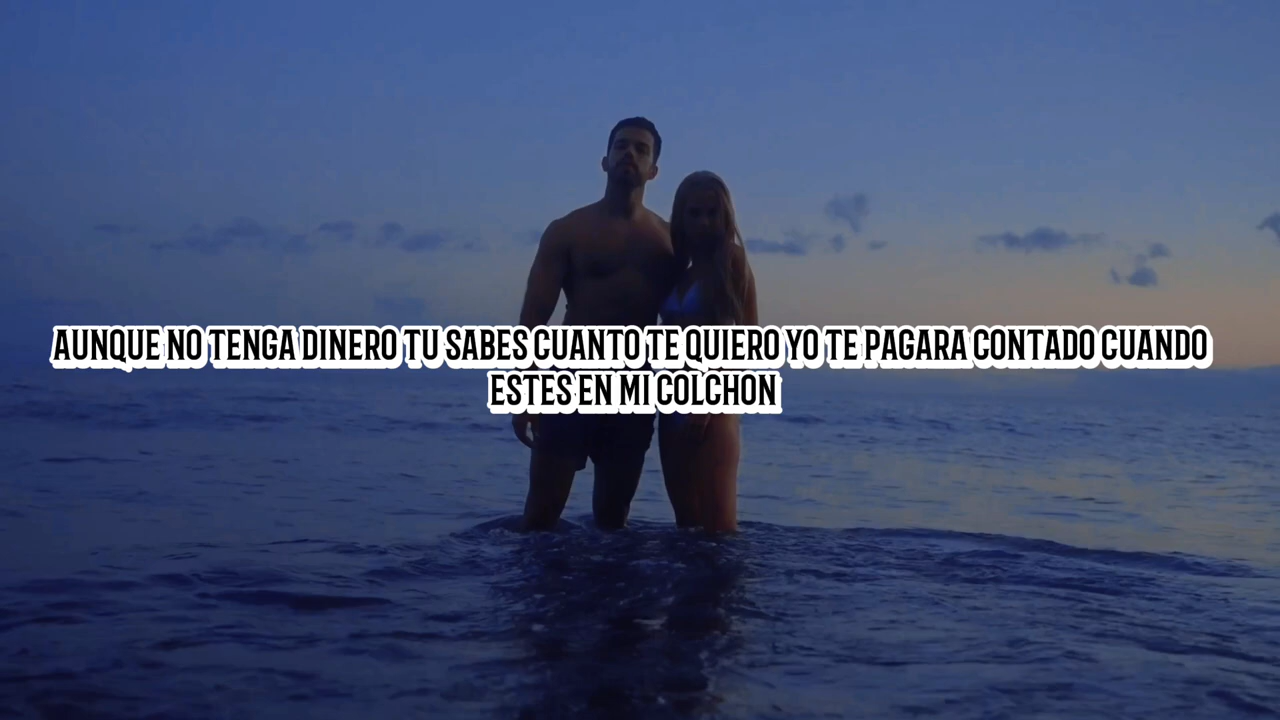 AUNQUE NO TENGA DINERO TU SABES CUANTO TE QUIERO YO TE PAGARA CONTADO CUANDO
ESTES EN MI COLCHON